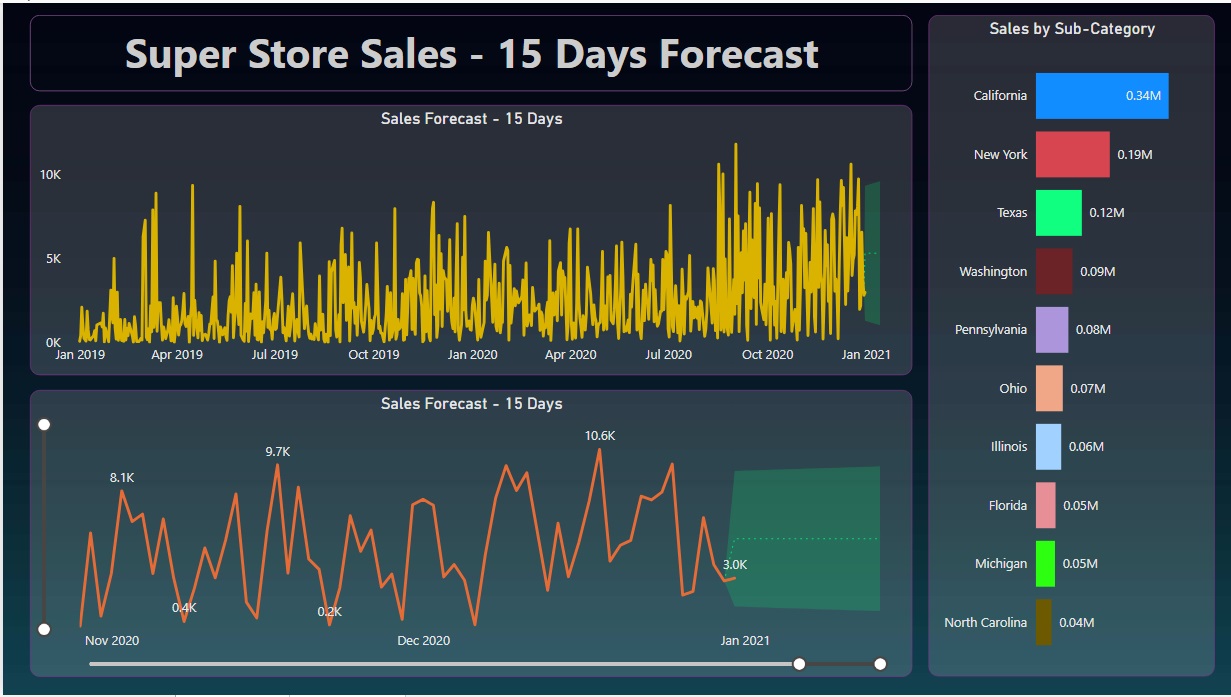 Super Store Sales - 15 Days Forecast
Sales Forecast - 15 Days
10K
5K
0K
Jan 2019 Apr 2019 Jul 2019 Oct 2019 Jan 2020 Apr 2020 Jul 2020 Oct 2020 Jan 2021
Sales Forecast - 15 Days
10.6K
9.7K
8.1K
3.0K
0.4K
0.2K
Nov 2020 Dec 2020 Jan 2021
Sales by Sub-Category
California 0.34M
New York 0.19M
Texas 0.12M
Washington 0.09M
Pennsylvania 0.08M
Ohio 0.07M
Illinois 0.06M
Florida 0.05M
Michigan 0.05M
North Carolina 0.04M